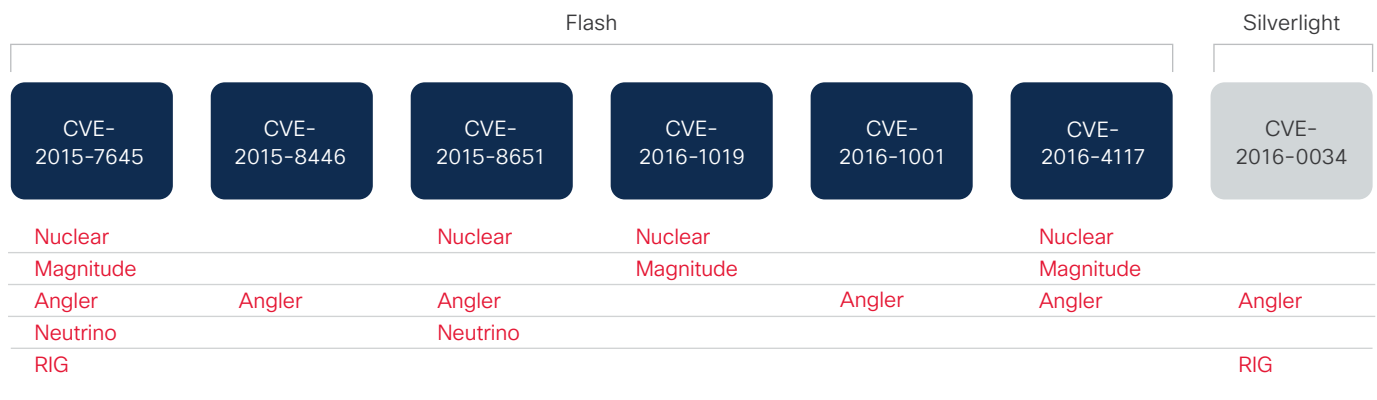 Flash Silverlight
CVE- CVE- CVE- CVE- CVE- CVE- CVE-
2015-7645 2015-8446 2015-8651 2016-1019 2016-1001 2016-4117 2016-0034
Nuclear Nuclear Nuclear Nuclear
Magnitude Magnitude Magnitude
Angler Angler Angler Angler Angler Angler
Neutrino Neutrino
RIG RIG